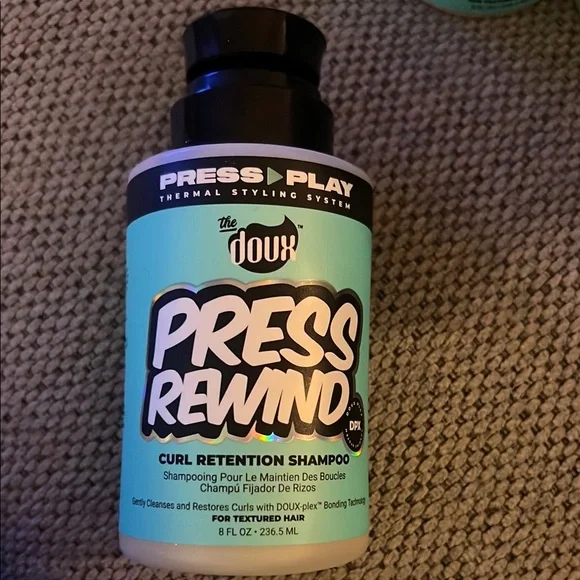 PRESS PLAY
THERMAL STYLING SYSTEM
the
doux™
PRESS
REWIND
DPX
CURL RETENTION SHAMPOO
Shampooing Pour Le Maintien Des Boucles
Champú Fijador De Rizos
Gently Cleanses and Restores Curls with DOUX-plex™ Bonding Technology
FOR TEXTURED HAIR
8 FL OZ • 236.5 ML